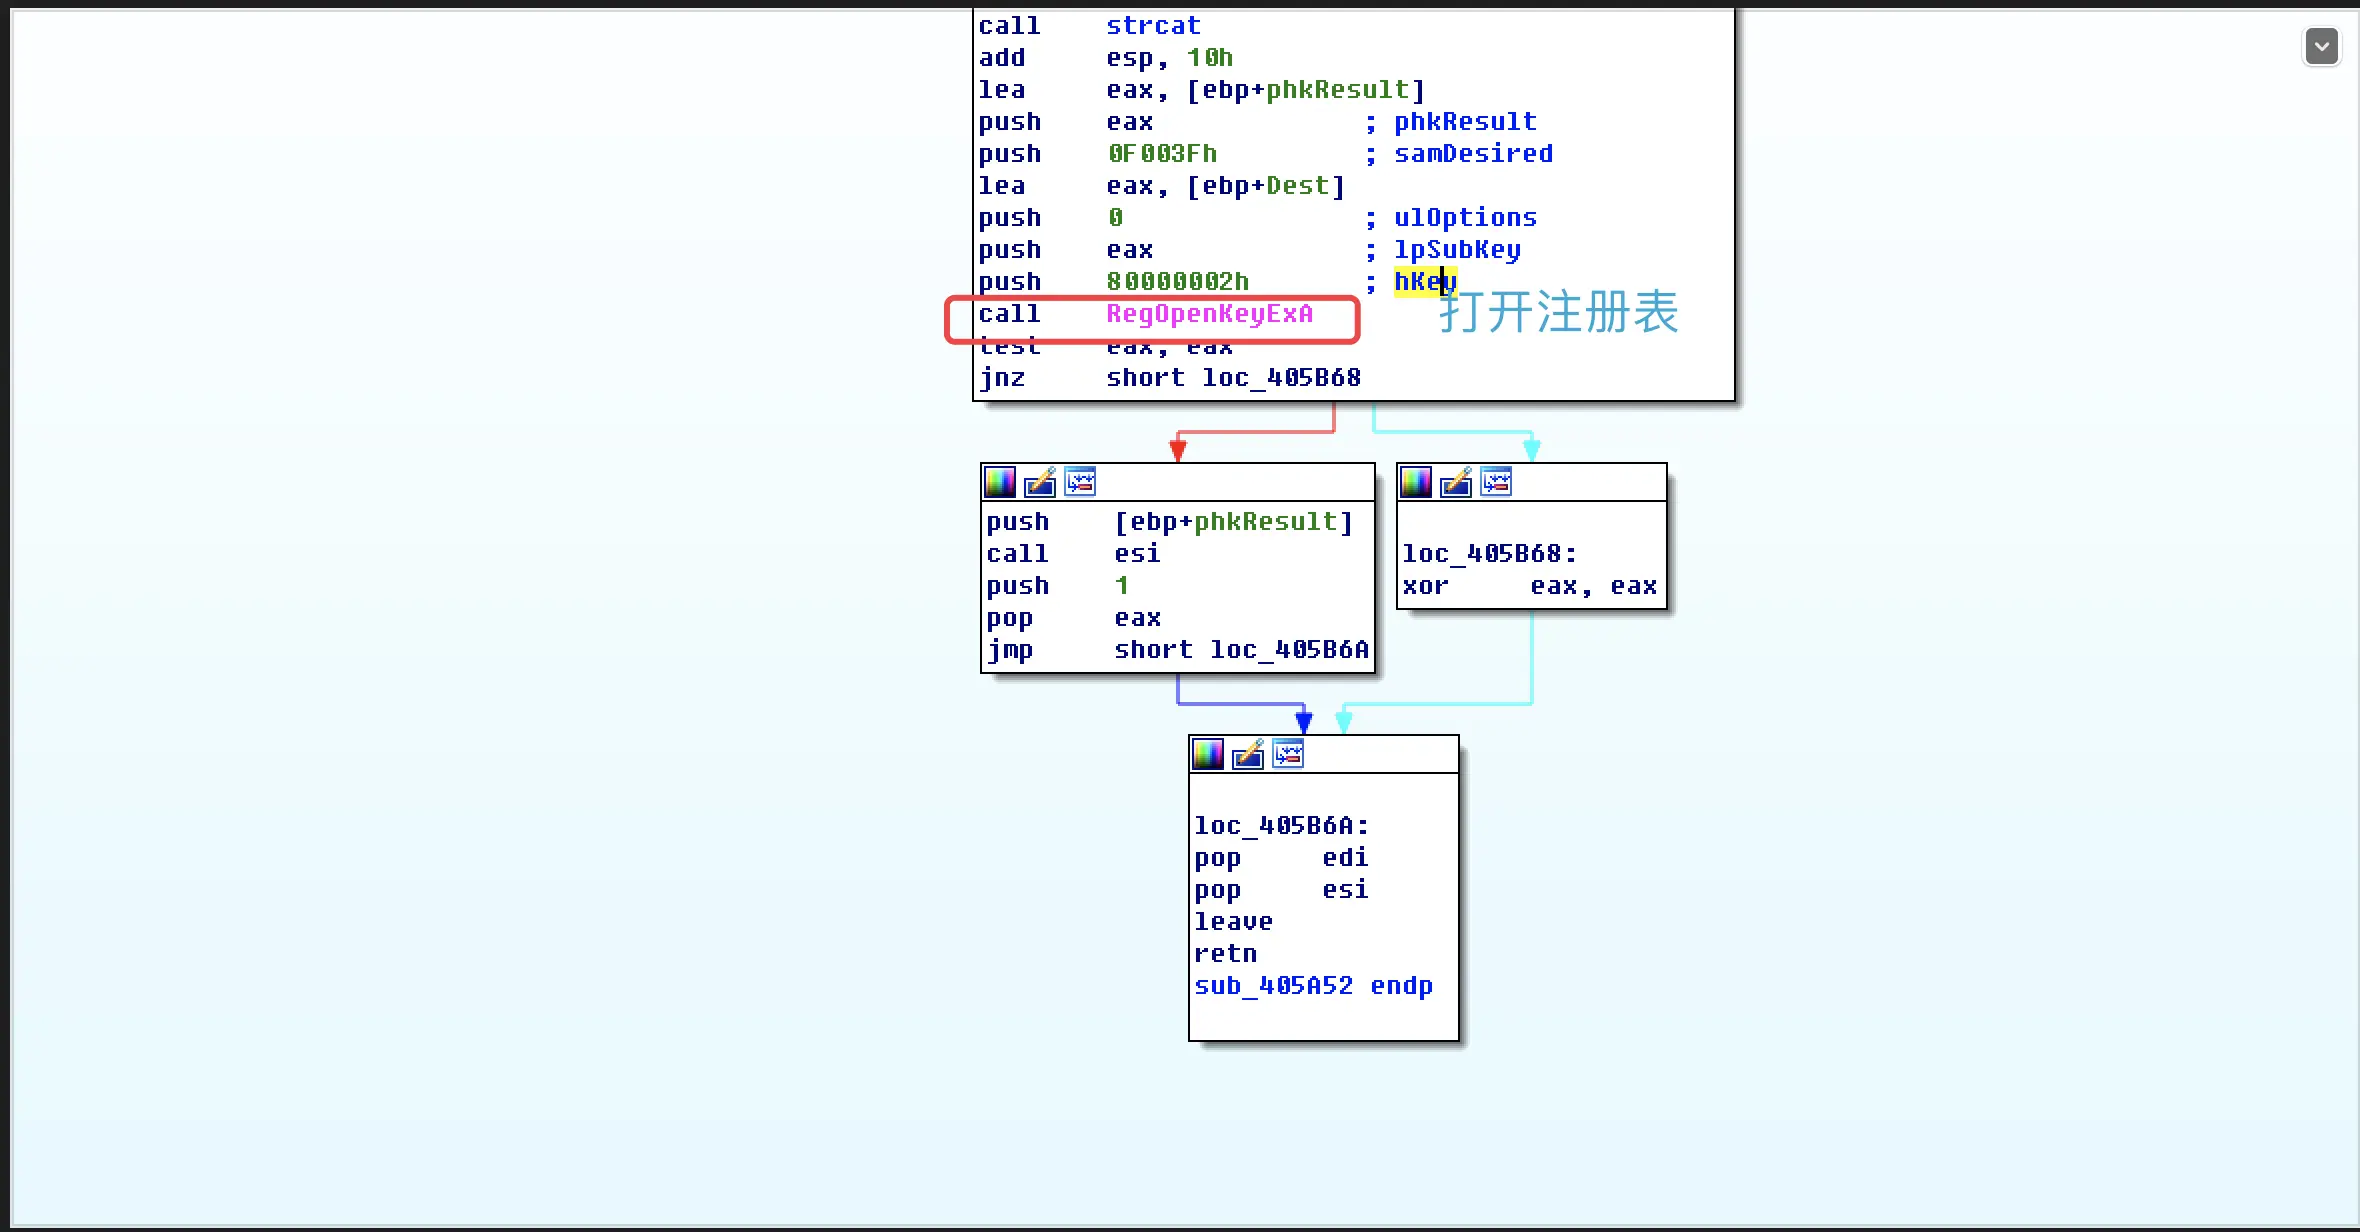 call strcat
add esp, 10h
lea eax, [ebp+phkResult]
push eax ; phkResult
push 0F003Fh ; samDesired
lea eax, [ebp+Dest]
push 0 ; ulOptions
push eax ; lpSubKey
push 80000002h ; hKey
call RegOpenKeyExA
打开注册表
test eax, eax
jnz short loc_405B68
push [ebp+phkResult]
call esi
push 1
pop eax
jmp short loc_405B6A
loc_405B68:
xor eax, eax
loc_405B6A:
pop edi
pop esi
leave
retn
sub_405A52 endp